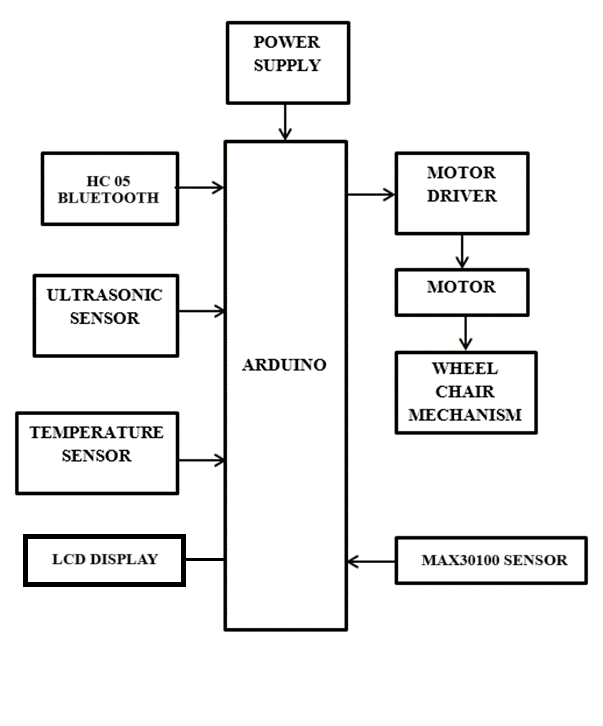 POWER
SUPPLY
HC 05
BLUETOOTH
MOTOR
DRIVER
ULTRASONIC
SENSOR
MOTOR
ARDUINO
WHEEL
CHAIR
MECHANISM
TEMPERATURE
SENSOR
LCD DISPLAY
MAX30100 SENSOR